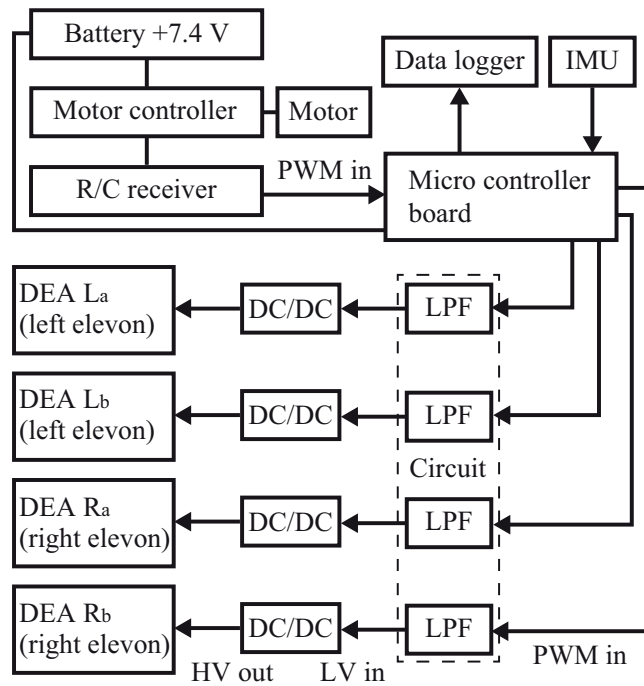 Battery +7.4 V
Data logger
IMU
Motor controller
Motor
R/C receiver
PWM in
Micro controller
board
DEA La
(left elevon)
DC/DC
LPF
DEA Lb
(left elevon)
DC/DC
LPF
Circuit
DEA Ra
(right elevon)
DC/DC
LPF
DEA Rb
(right elevon)
DC/DC
LPF
HV out
LV in
PWM in